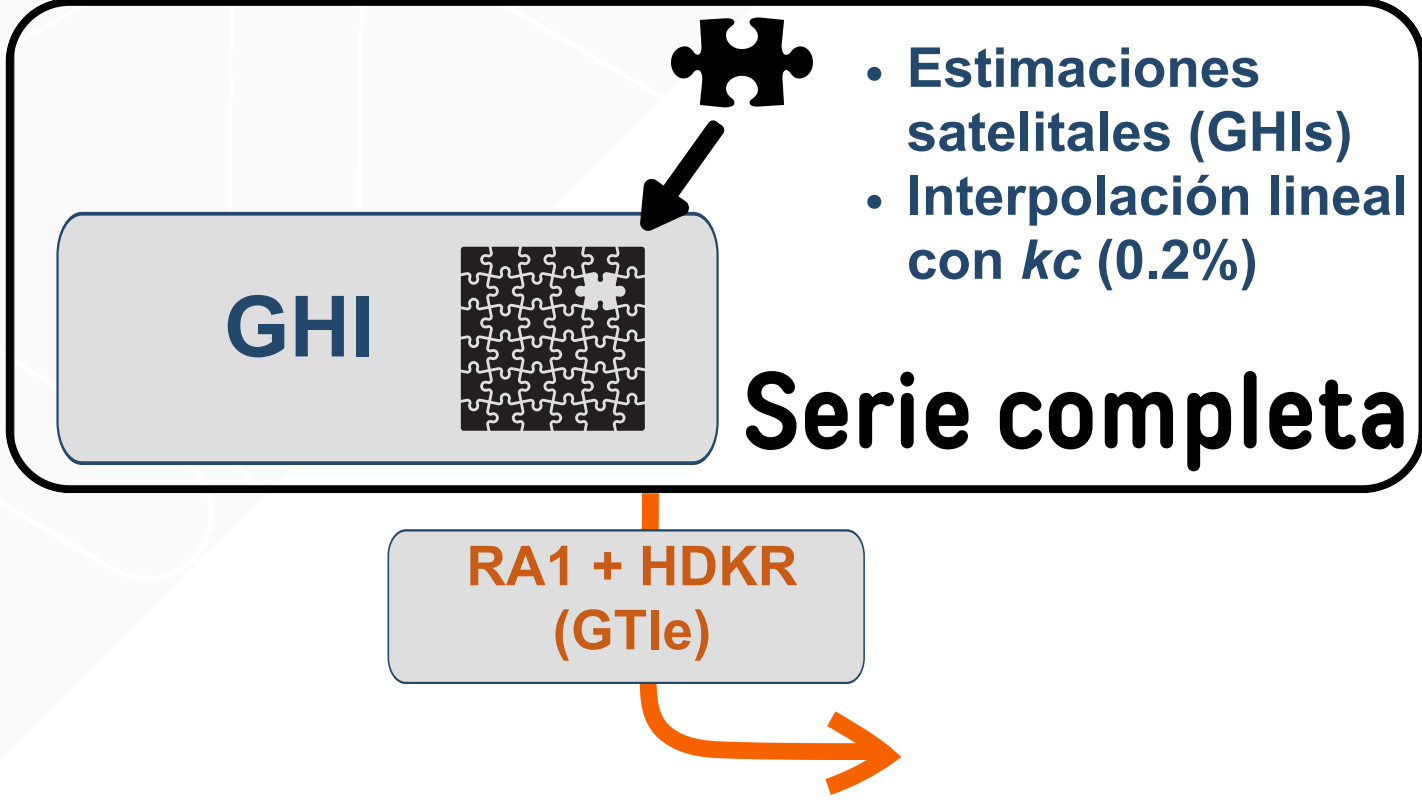 • Estimaciones
satelitales (GHIs)
• Interpolación lineal
con kc (0.2%)
GHI
Serie completa
RA1 + HDKR
(GTIe)